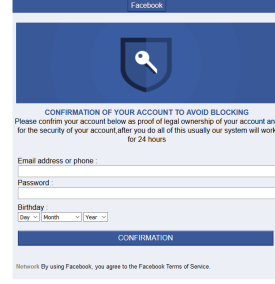 Facebook
CONFIRMATION OF YOUR ACCOUNT TO AVOID BLOCKING
Please confrim your account below as proof of legal ownership of your account an
for the security of your account,after you do all of this usually our system will work
for 24 hours
Email address or phone :
Password :
Birthday :
Day Month Year
CONFIRMATION
Network By using Facebook, you agree to the Facebook Terms of Service.